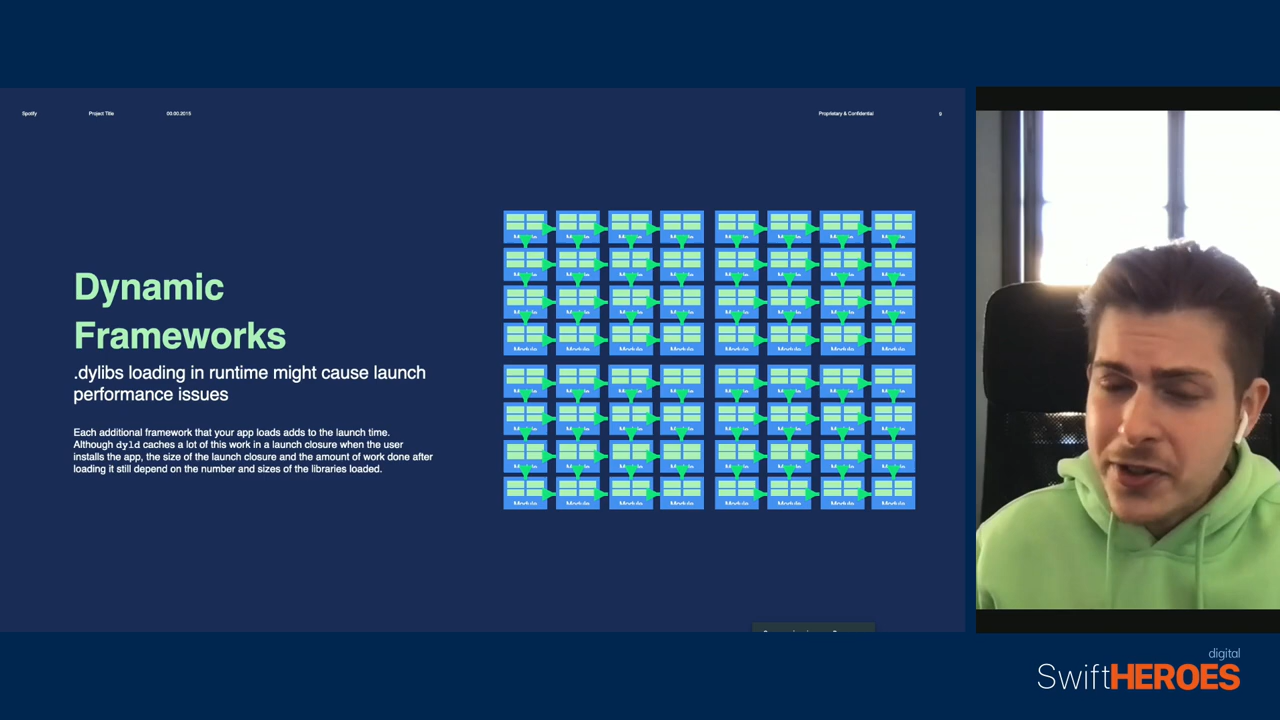 Spotify
Project Title
00.00.2015
Proprietary & Confidential
9
Dynamic
Frameworks
.dylibs loading in runtime might cause launch
performance issues
Each additional framework that your app loads adds to the launch time.
Although dyld caches a lot of this work in a launch closure when the user
installs the app, the size of the launch closure and the amount of work done after
loading it still depend on the number and sizes of the libraries loaded.
digital
SwiftHEROES